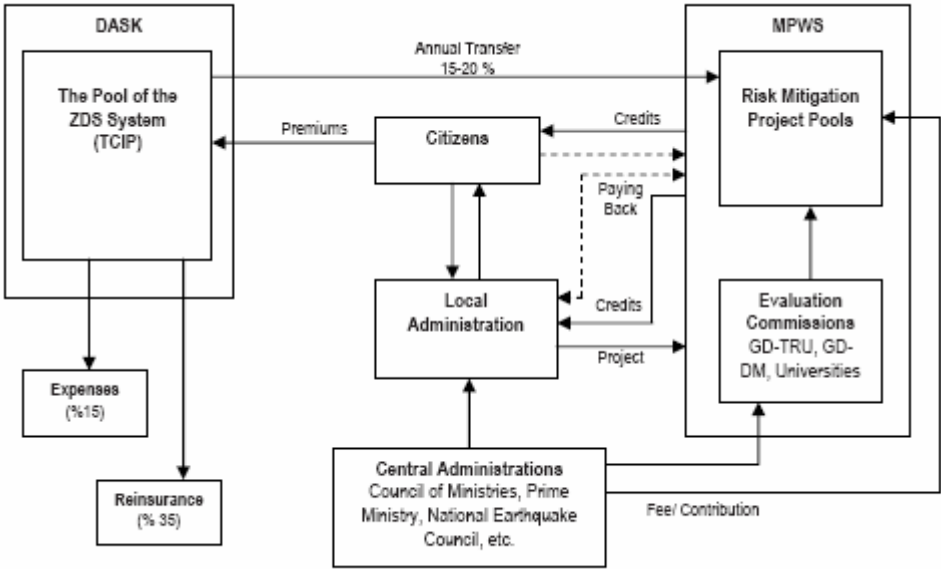 DASK
MPWS
The Pool of the
ZDS System
(TCIP)
Annual Transfer
15-20 %
Risk Mitigation
Project Pools
Premiums
Citizens
Credits
Paying
Back
Local
Administration
Credits
Project
Evaluation
Commissions
GD-TRU, GD-
DM, Universities
Expenses
(%15)
Central Administrations
Council of Ministries, Prime
Ministry, National Earthquake
Council, etc.
Reinsurance
(% 35)
Fee/ Contribution